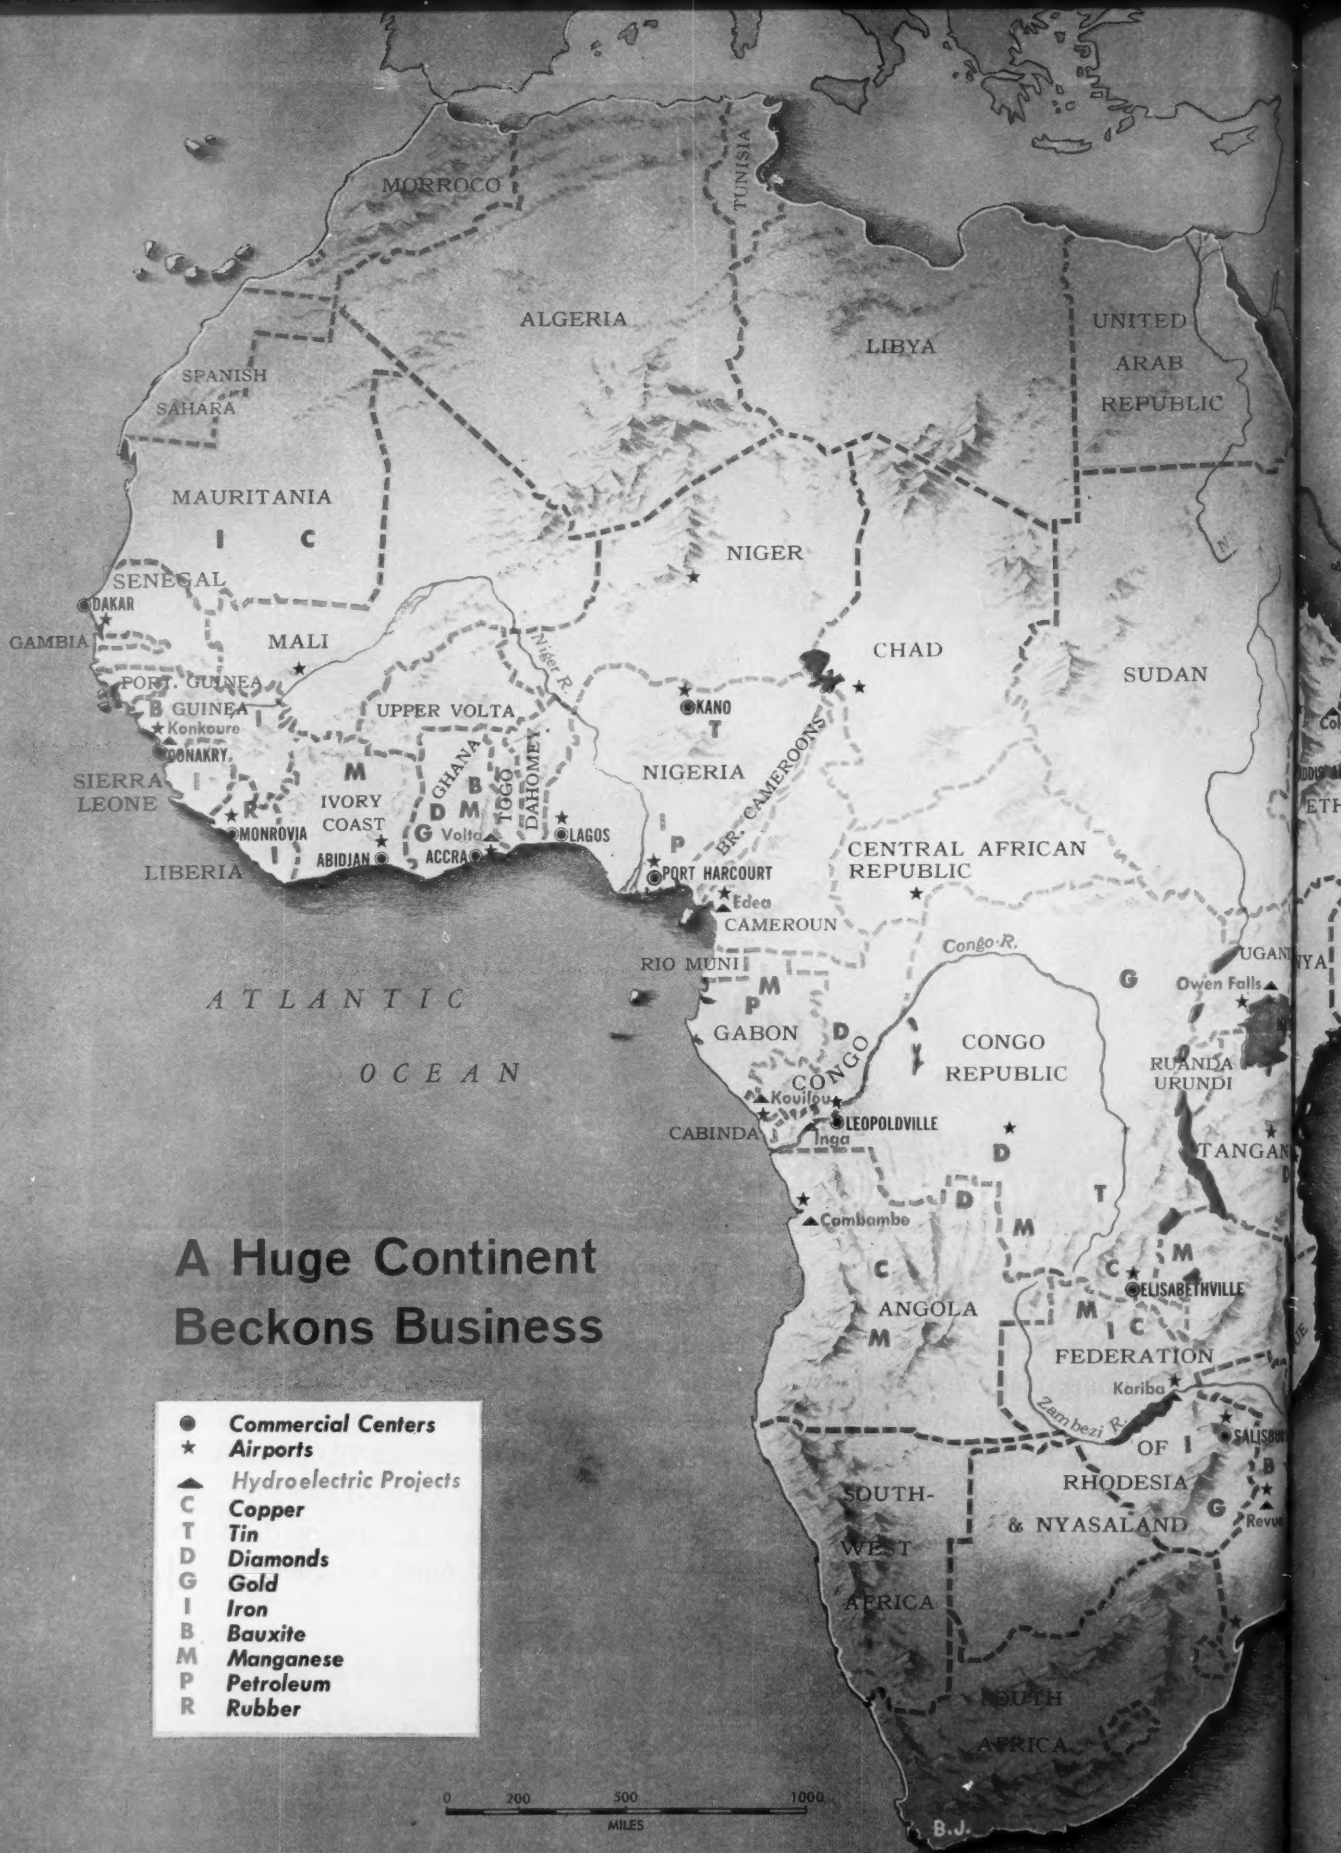 MORROCO
TUNISIA
ALGERIA
LIBYA
UNITED
ARAB
REPUBLIC
SPANISH
SAHARA
MAURITANIA
I C
NIGER
N
SENEGAL
DAKAR
GAMBIA
MALI
Niger R.
CHAD
SUDAN
PORT. GUINEA
B GUINEA
I
Konkoure
CONAKRY
UPPER VOLTA
KANO
T
NIGERIA
BR. CAMEROONS
SIERRA
LEONE
I
R
MONROVIA
I
LIBERIA
M
IVORY
COAST
ABIDJAN
GHANA
B
D M
G Volta
ACCRA
TOGO
DAHOMEY
LAGOS
I
P
PORT HARCOURT
Edea
CAMEROUN
CENTRAL AFRICAN
REPUBLIC
ETH
RIO MUNI
M
P
GABON
D
CONGO
Congo R.
G
UGAN
NYA
Owen Falls
CONGO
REPUBLIC
RUANDA
URUNDI
Kouilou
LEOPOLDVILLE
CABINDA
Inga
D
TANGAN
D
D
T
M
Cambambe
C
ANGOLA
M
C
M
ELISABETHVILLE
M
I C
FEDERATION
Kariba
Zambezi R.
OF
I
SALISBU
RHODESIA
B
& NYASALAND
G
Revue
SOUTH-
WEST
AFRICA
SOUTH
AFRICA
ATLANTIC
OCEAN
A Huge Continent
Beckons Business
Commercial Centers
Airports
Hydroelectric Projects
C Copper
T Tin
D Diamonds
G Gold
I Iron
B Bauxite
M Manganese
P Petroleum
R Rubber
0 200 500 1000
MILES
B.J.